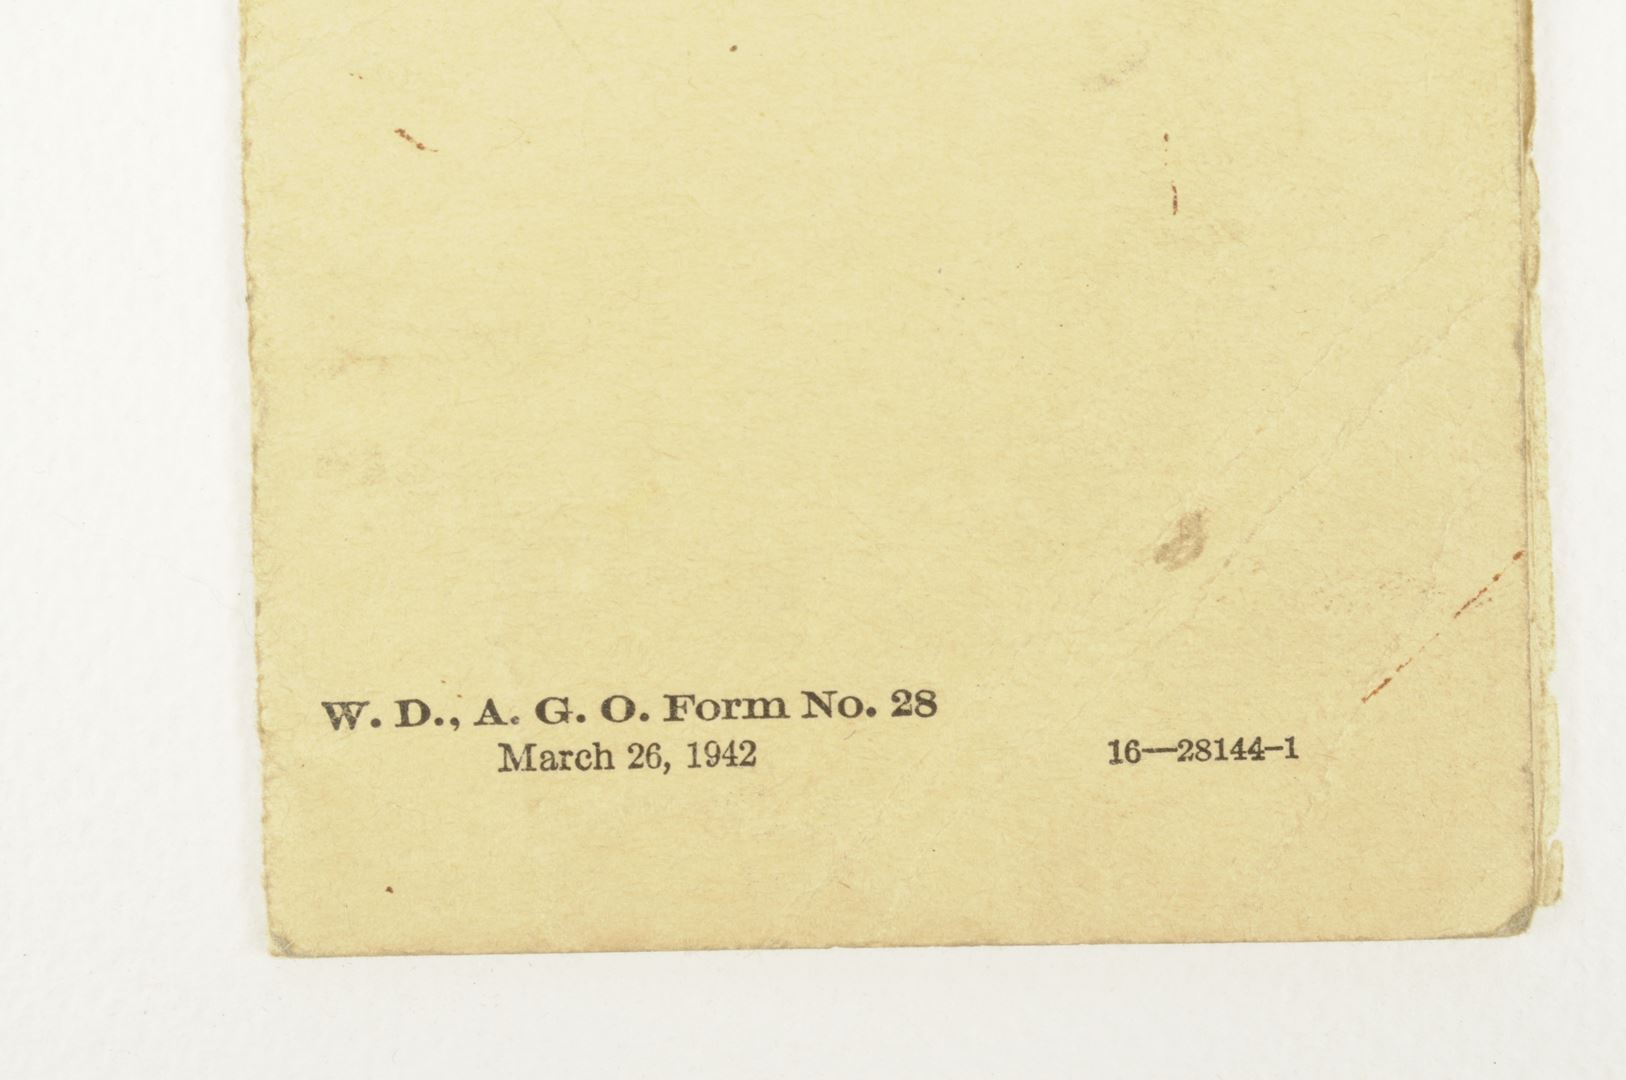 W. D., A. G. O. Form No. 28
March 26, 1942
16—28144-1